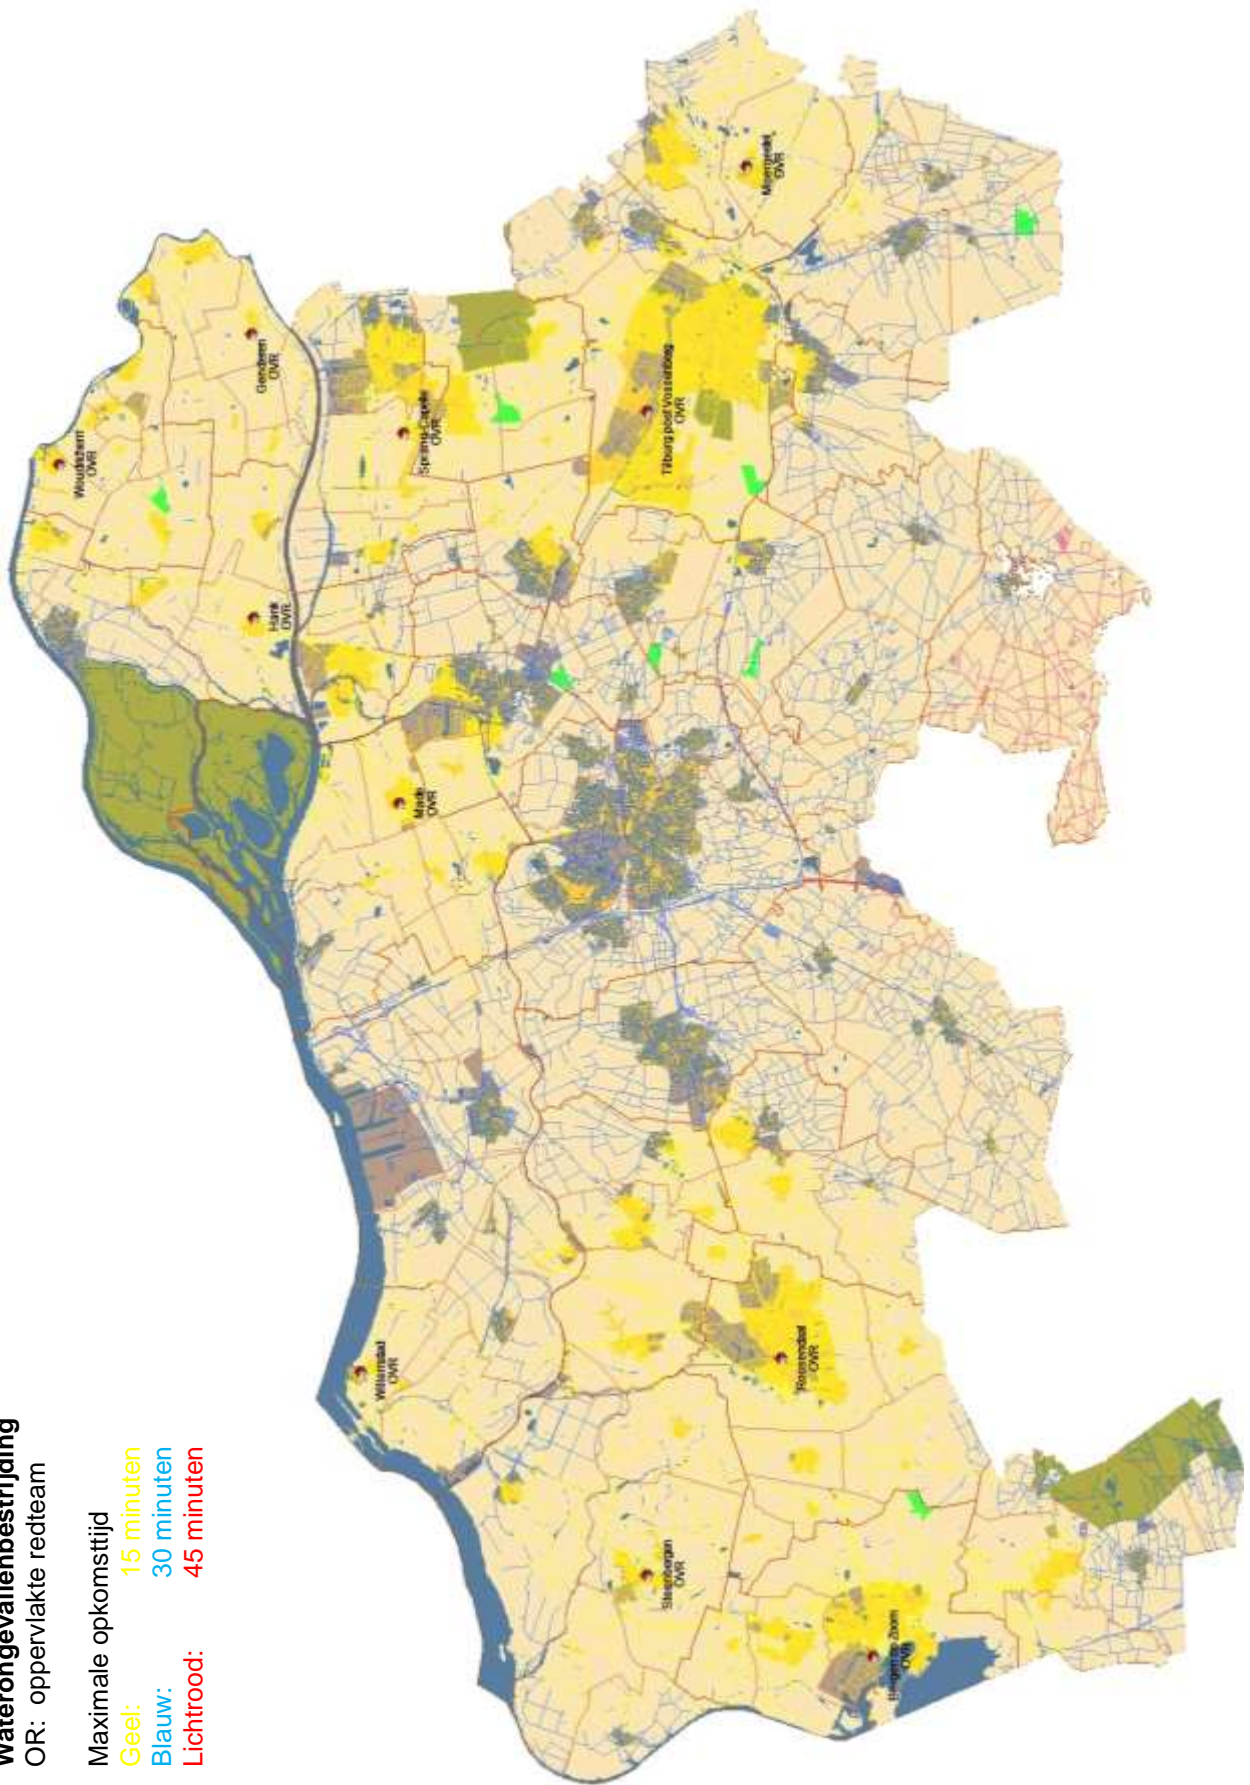 Waterongevallenbestrijding
OR: oppervlakte redteam
Maximale opkomsttijd
Geel: 15 minuten
Blauw: 30 minuten
Lichtrood: 45 minuten
Woudrichem
OVR
Genderen
OVR
Hank
OVR
Sprang-Capelle
OVR
Moergestel
OVR
Tilburg post Vossenberg
OVR
Made
OVR
Willemstad
OVR
Roosendaal
OVR
Steenbergen
OVR
Bergen op Zoom
OVR